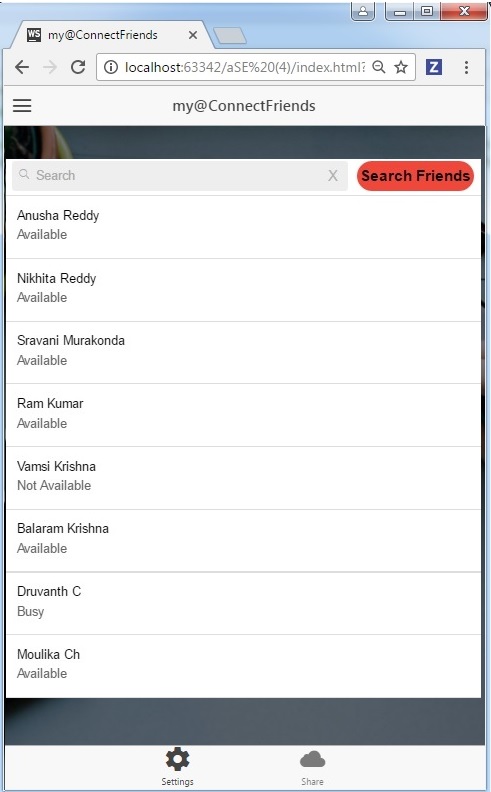 WS
my@ConnectFriends
localhost:63342/aSE%20(4)/index.html?
Z
my@ConnectFriends
Search X
Search Friends
Anusha Reddy
Available
Nikhita Reddy
Available
Sravani Murakonda
Available
Ram Kumar
Available
Vamsi Krishna
Not Available
Balaram Krishna
Available
Druvanth C
Busy
Moulika Ch
Available
Settings
Share